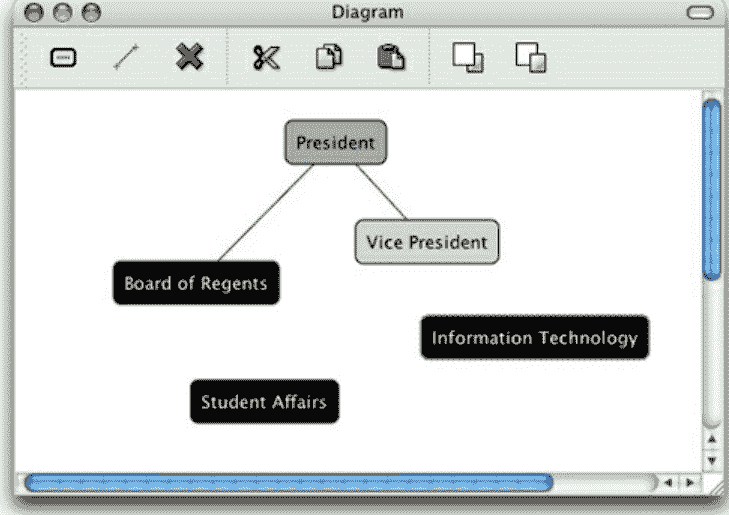 Diagram
President
Vice President
Board of Regents
Information Technology
Student Affairs